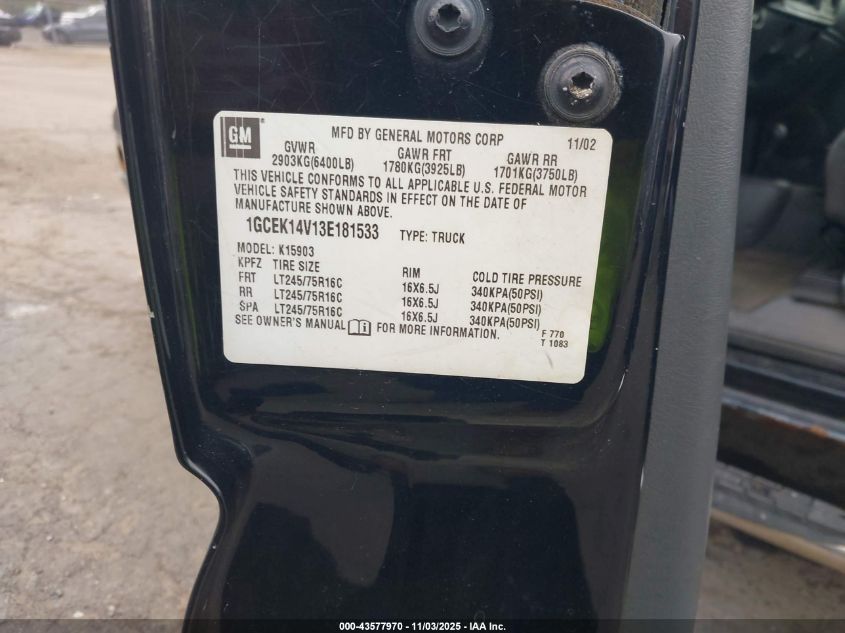 GM
GM
MFD BY GENERAL MOTORS CORP 11/02
GVWR GAWR FRT GAWR RR
2903KG(6400LB) 1780KG(3925LB) 1701KG(3750LB)
THIS VEHICLE CONFORMS TO ALL APPLICABLE U.S. FEDERAL MOTOR
VEHICLE SAFETY STANDARDS IN EFFECT ON THE DATE OF
MANUFACTURE SHOWN ABOVE.
1GCEK14V13E181533 TYPE: TRUCK
MODEL: K15903
KPFZ TIRE SIZE RIM COLD TIRE PRESSURE
FRT LT245/75R16C 16X6.5J 340KPA(50PSI)
RR LT245/75R16C 16X6.5J 340KPA(50PSI)
SPA LT245/75R16C 16X6.5J 340KPA(50PSI)
SEE OWNER'S MANUAL FOR MORE INFORMATION.
F 770
T 1083
000-43577970 - 11/03/2025 - IAA Inc.